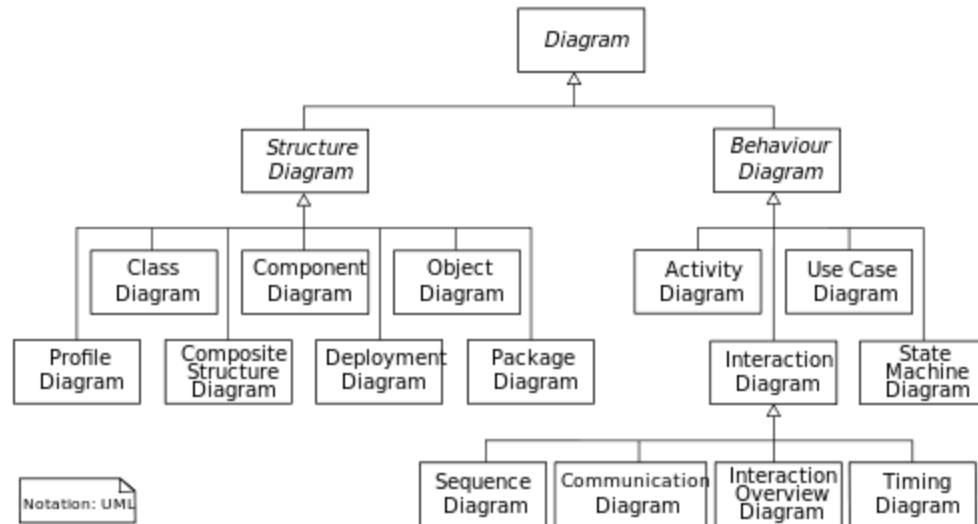 Diagram
Structure
Diagram
Behaviour
Diagram
Class
Diagram
Component
Diagram
Object
Diagram
Activity
Diagram
Use Case
Diagram
Profile
Diagram
Composite
Structure
Diagram
Deployment
Diagram
Package
Diagram
Interaction
Diagram
State
Machine
Diagram
Sequence
Diagram
Communication
Diagram
Interaction
Overview
Diagram
Timing
Diagram
Notation: UML